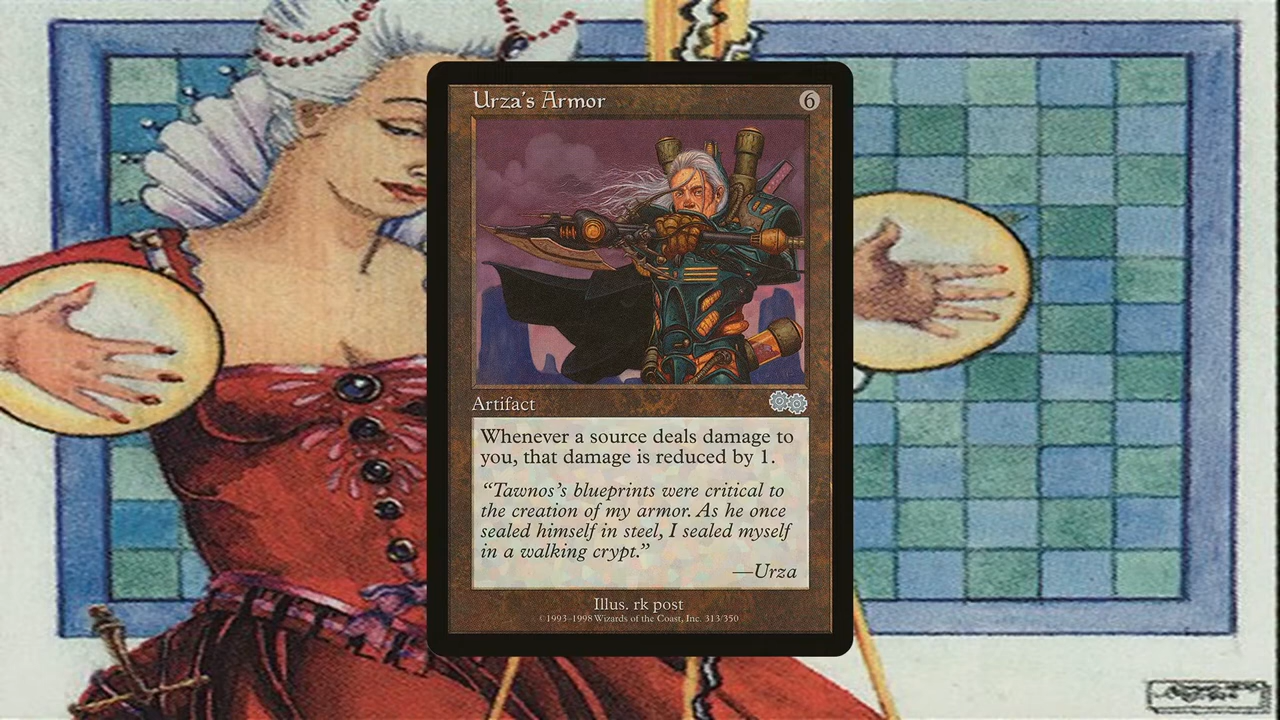 Urza's Armor
6
Artifact
Whenever a source deals damage to
you, that damage is reduced by 1.
“Tawnos’s blueprints were critical to
the creation of my armor. As he once
sealed himself in steel, I sealed myself
in a walking crypt.”
—Urza
Illus. rk post
©1993–1998 Wizards of the Coast, Inc. 313/350